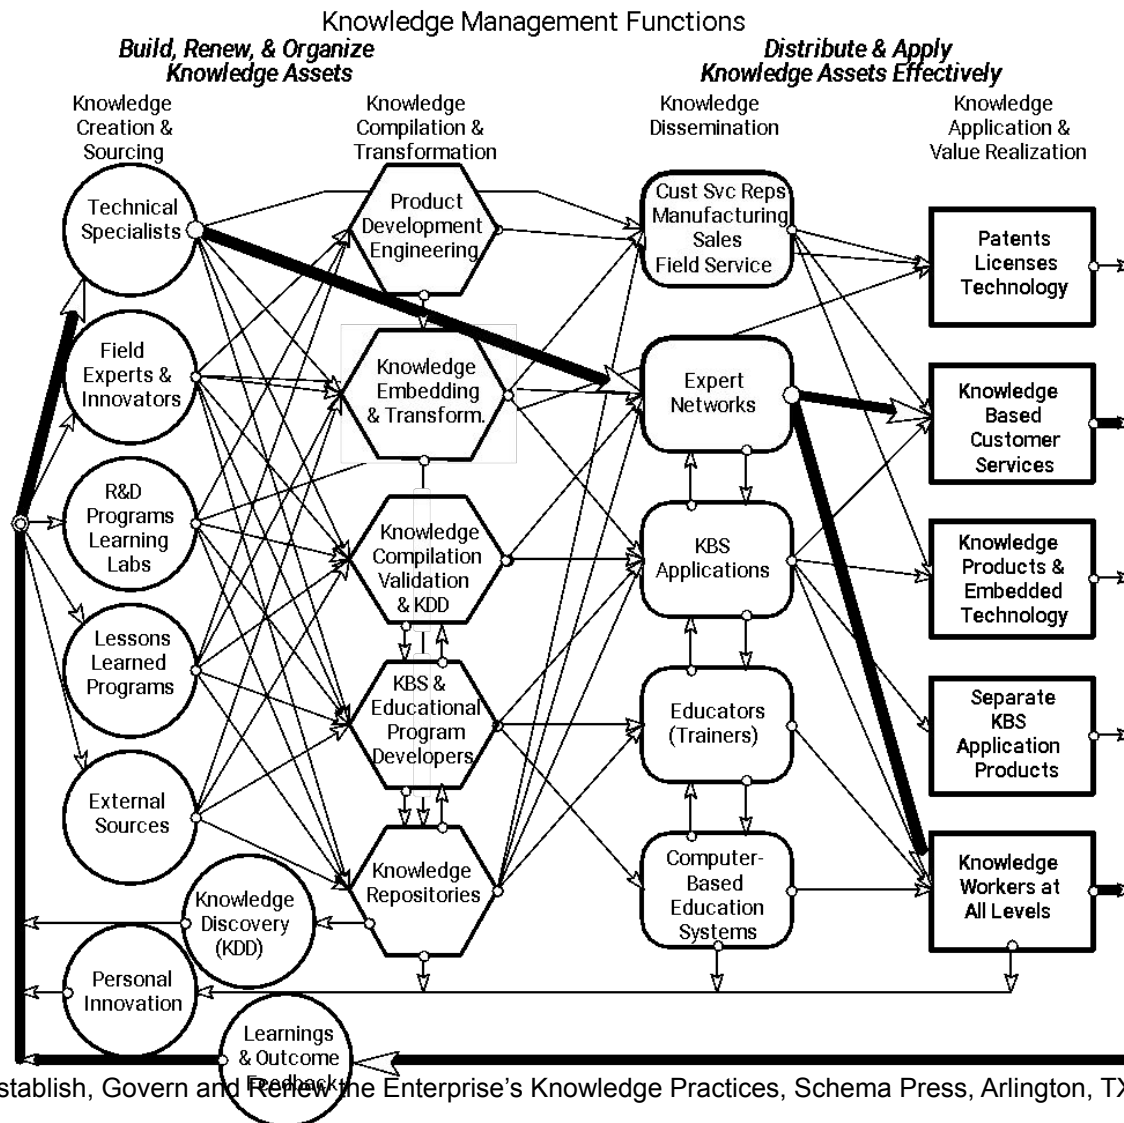 Knowledge Management Functions
Build, Renew, & Organize
Knowledge Assets
Distribute & Apply
Knowledge Assets Effectively
Knowledge
Creation &
Sourcing
Knowledge
Compilation &
Transformation
Knowledge
Dissemination
Knowledge
Application &
Value Realization
Technical
Specialists
Field
Experts &
Innovators
R&D
Programs
Learning
Labs
Lessons
Learned
Programs
External
Sources
Knowledge
Discovery
(KDD)
Personal
Innovation
Learnings
& Outcome
Feedback
Product
Development
Engineering
Knowledge
Embedding
& Transform.
Knowledge
Compilation
Validation
& KDD
KBS &
Educational
Program
Developers
Knowledge
Repositories
Cust Svc Reps
Manufacturing
Sales
Field Service
Expert
Networks
KBS
Applications
Educators
(Trainers)
Computer-
Based
Education
Systems
Patents
Licenses
Technology
Knowledge
Based
Customer
Services
Knowledge
Products &
Embedded
Technology
Separate
KBS
Application
Products
Knowledge
Workers at
All Levels
stablish, Govern and Renew the Enterprise's Knowledge Practices, Schema Press, Arlington, TX